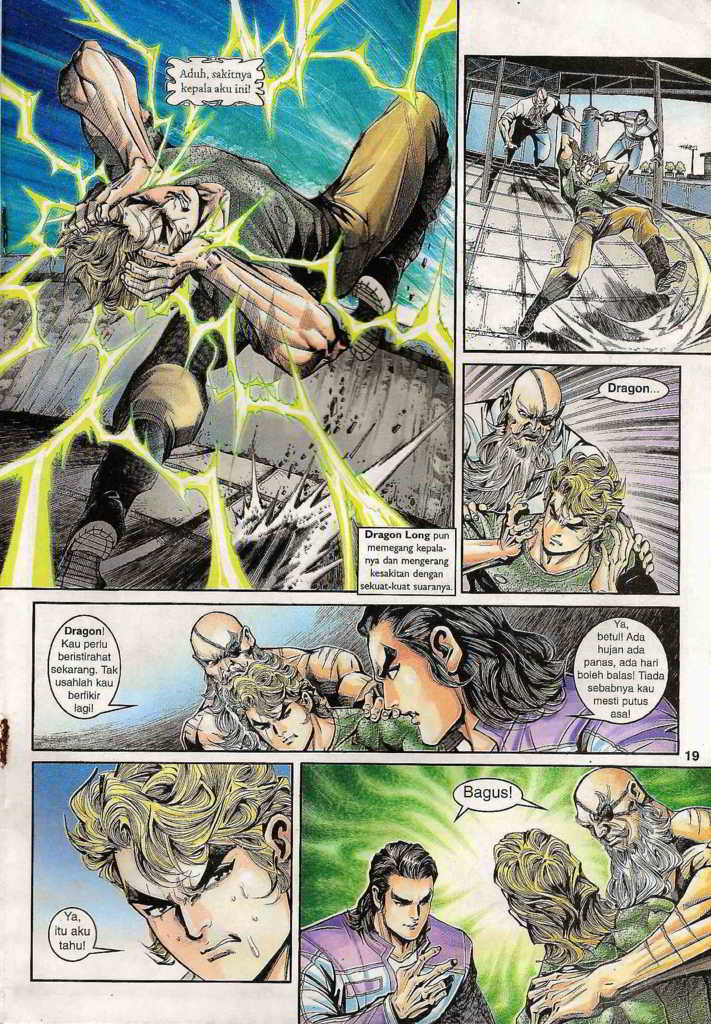 Aduh, sakitnya
kepala aku ini!
Dragon Long pun
memegang kepala-
nya dan mengerang
kesakitan dengan
sekuat-kuat suaranya.
Dragon...
Dragon!
Kau perlu
beristirahat
sekarang. Tak
usahlah kau
berlikir
lagi!
Ya,
betul! Ada
hujan ada
panas, ada hari
boleh balas! Tiada
sebabnya kau
mesti putus
asa!
19
Ya,
itu aku
tahu!
Bagus!